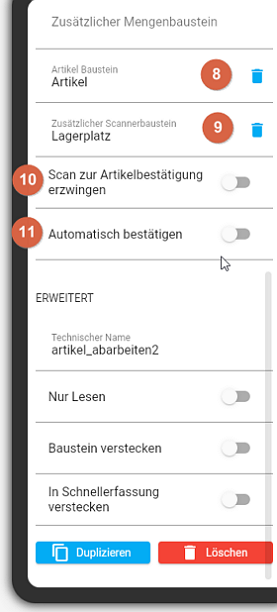 Zusätzlicher Mengenbaustein
Artikel Baustein
Artikel
8
Zusätzlicher Scannerbaustein
Lagerplatz
9
10
Scan zur Artikelbestätigung
erzwingen
11
Automatisch bestätigen
ERWEITERT
Technischer Name
artikel_abarbeiten2
Nur Lesen
Baustein verstecken
In Schnellerfassung
verstecken
Duplizieren
Löschen